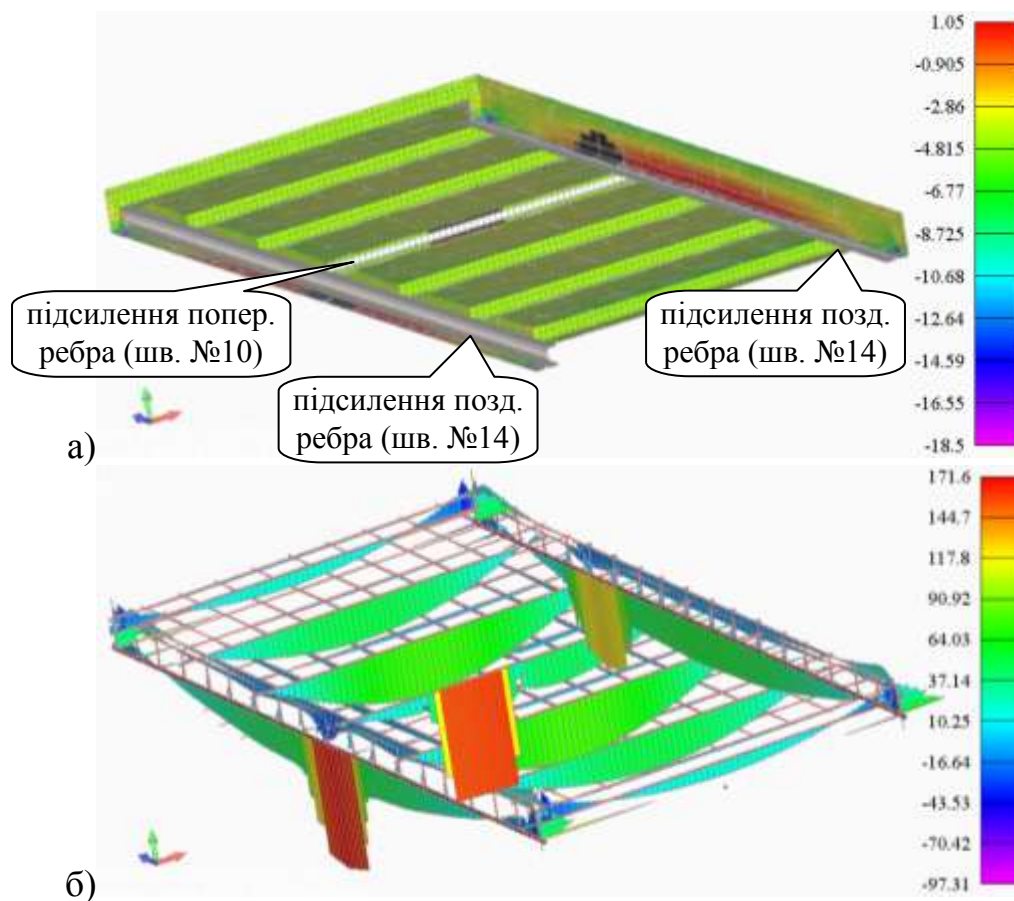 1.05
-0.905
-2.86
-4.815
-6.77
-8.725
-10.68
-12.64
-14.59
-16.55
-18.5
підсилення попер.
ребра (шв. №10)
підсилення позд.
ребра (шв. №14)
підсилення позд.
ребра (шв. №14)
а)
171.6
144.7
117.8
90.92
64.03
37.14
10.25
-16.64
-43.53
-70.42
-97.31
б)